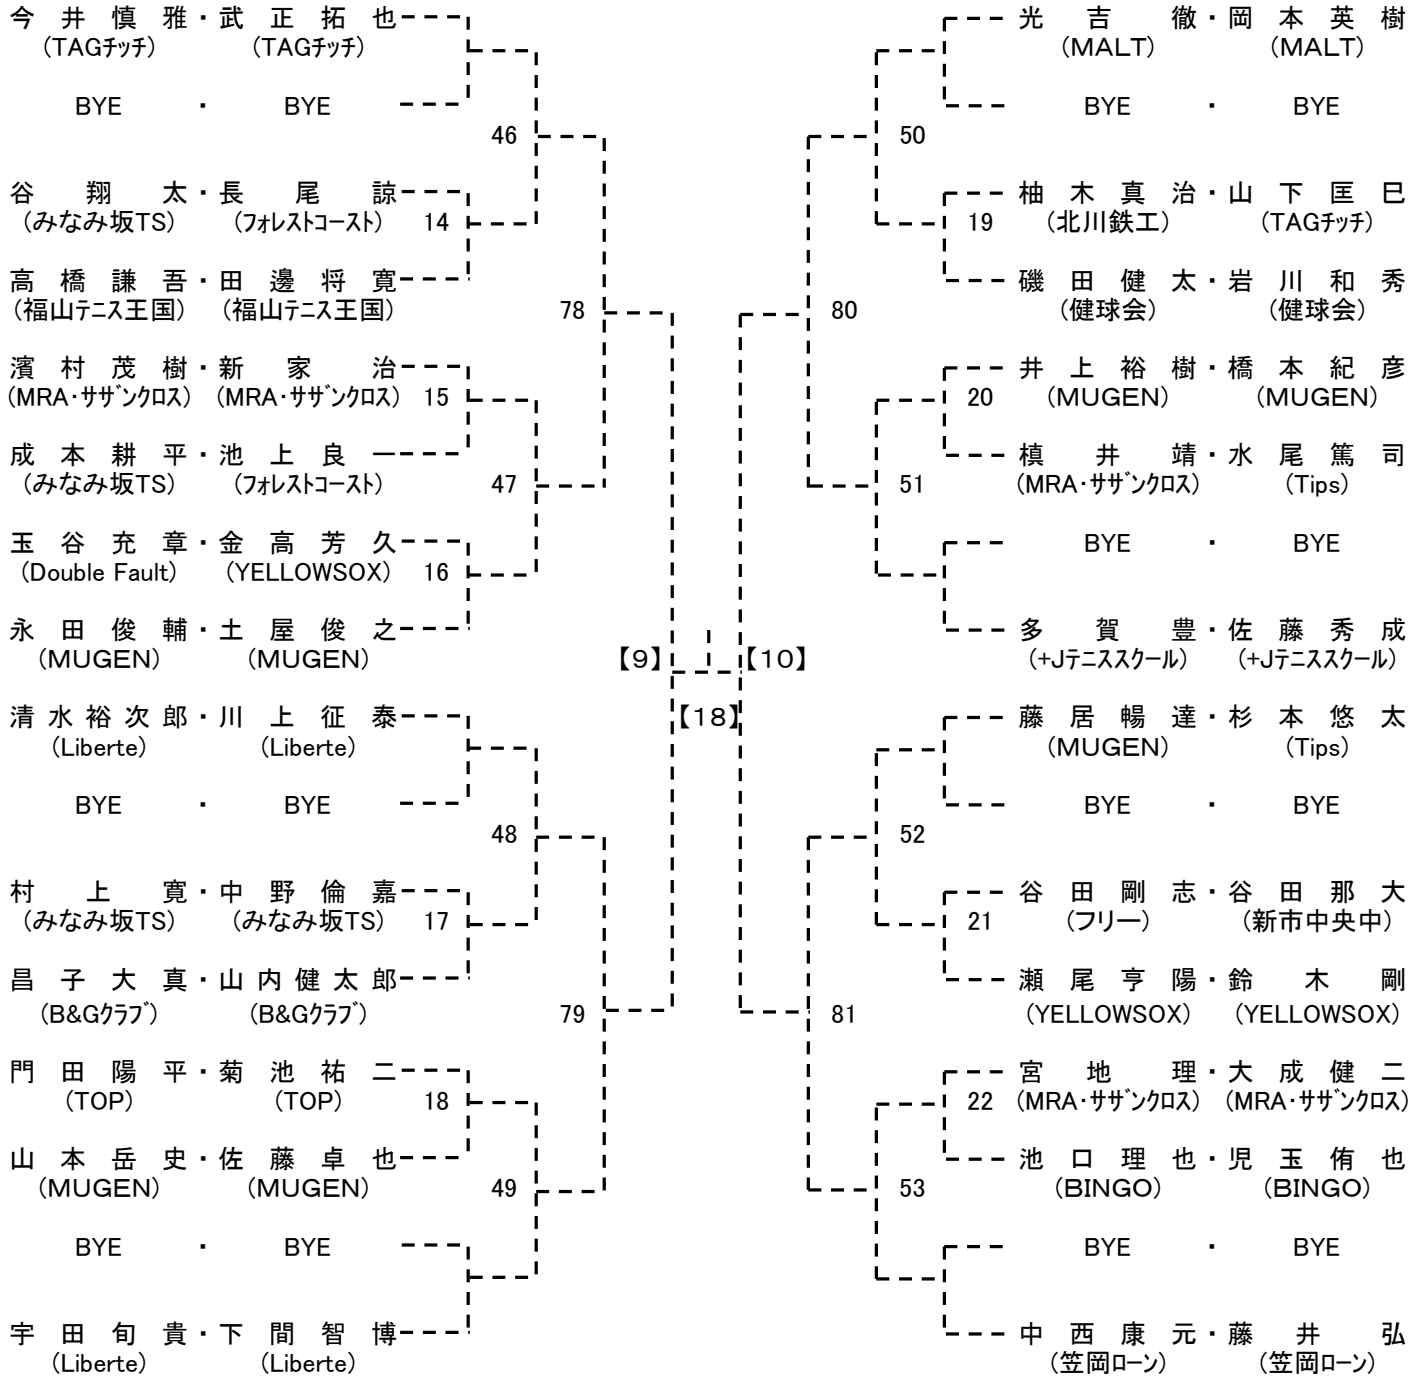 今井慎雅・武正拓也
(TAGチッチ) (TAGチッチ)
BYE ・ BYE
46
谷翔太・長尾諒
(みなみ坂TS) (フォレストコースト) 14
高橋謙吾・田邊将寛
(福山テニス王国) (福山テニス王国)
78
濱村茂樹・新家治
(MRA・サザンクロス) (MRA・サザンクロス) 15
成本耕平・池上良一
(みなみ坂TS) (フォレストコースト)
47
玉谷充章・金高芳久
(Double Fault) (YELLOWSOX) 16
永田俊輔・土屋俊之
(MUGEN) (MUGEN)
清水裕次郎・川上征泰
(Liberte) (Liberte)
BYE ・ BYE
48
村上寛・中野倫嘉
(みなみ坂TS) (みなみ坂TS) 17
昌子大真・山内健太郎
(B&Gクラブ) (B&Gクラブ)
79
門田陽平・菊池祐二
(TOP) (TOP) 18
山本岳史・佐藤卓也
(MUGEN) (MUGEN)
49
BYE ・ BYE
宇田旬貴・下間智博
(Liberte) (Liberte)
【9】 【10】
【18】
光吉徹・岡本英樹
(MALT) (MALT)
BYE ・ BYE
50
柚木真治・山下匡巳
19 (北川鉄工) (TAGチッチ)
磯田健太・岩川和秀
(健球会) (健球会)
80
井上裕樹・橋本紀彦
20 (MUGEN) (MUGEN)
槙井靖・水尾篤司
(MRA・サザンクロス) (Tips)
51
BYE ・ BYE
多賀豊・佐藤秀成
(+Jテニススクール) (+Jテニススクール)
藤居暢達・杉本悠太
(MUGEN) (Tips)
BYE ・ BYE
52
谷田剛志・谷田那大
21 (フリー) (新市中央中)
瀬尾亨陽・鈴木剛
(YELLOWSOX) (YELLOWSOX)
81
宮地理・大成健二
22 (MRA・サザンクロス) (MRA・サザンクロス)
池口理也・児玉侑也
(BINGO) (BINGO)
53
BYE ・ BYE
中西康元・藤井弘
(笠岡ローン) (笠岡ローン)